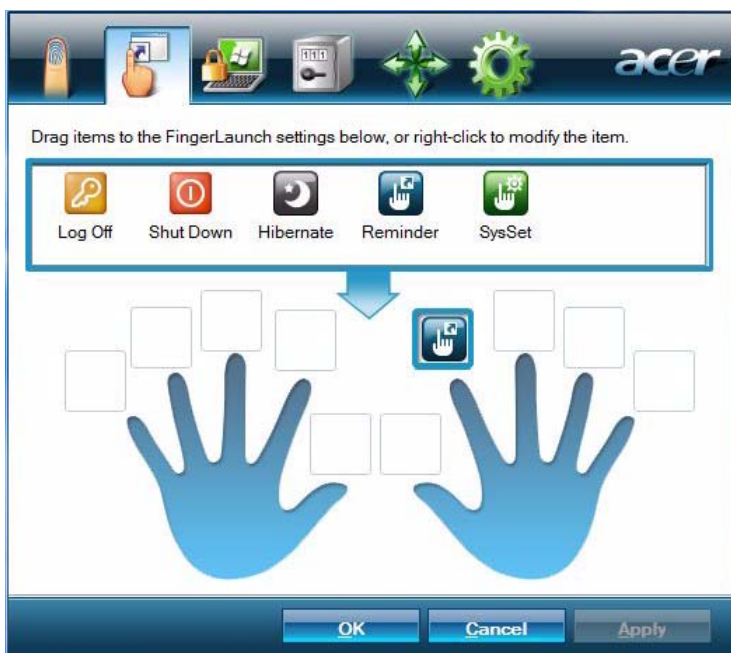 acer
Drag items to the FingerLaunch settings below, or right-click to modify the item.
Log Off Shut Down Hibernate Reminder SysSet
OK Cancel Apply